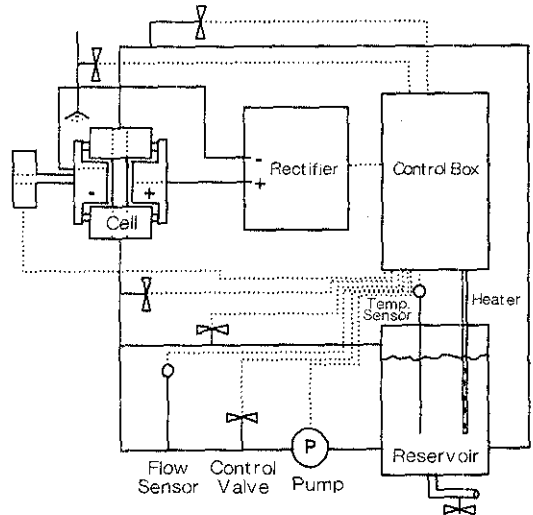 -
+
Rectifier
Control Box
-
+
Cell
Temp.
Sensor
Heater
P
Reservoir
Flow
Sensor
Control
Valve
Pump